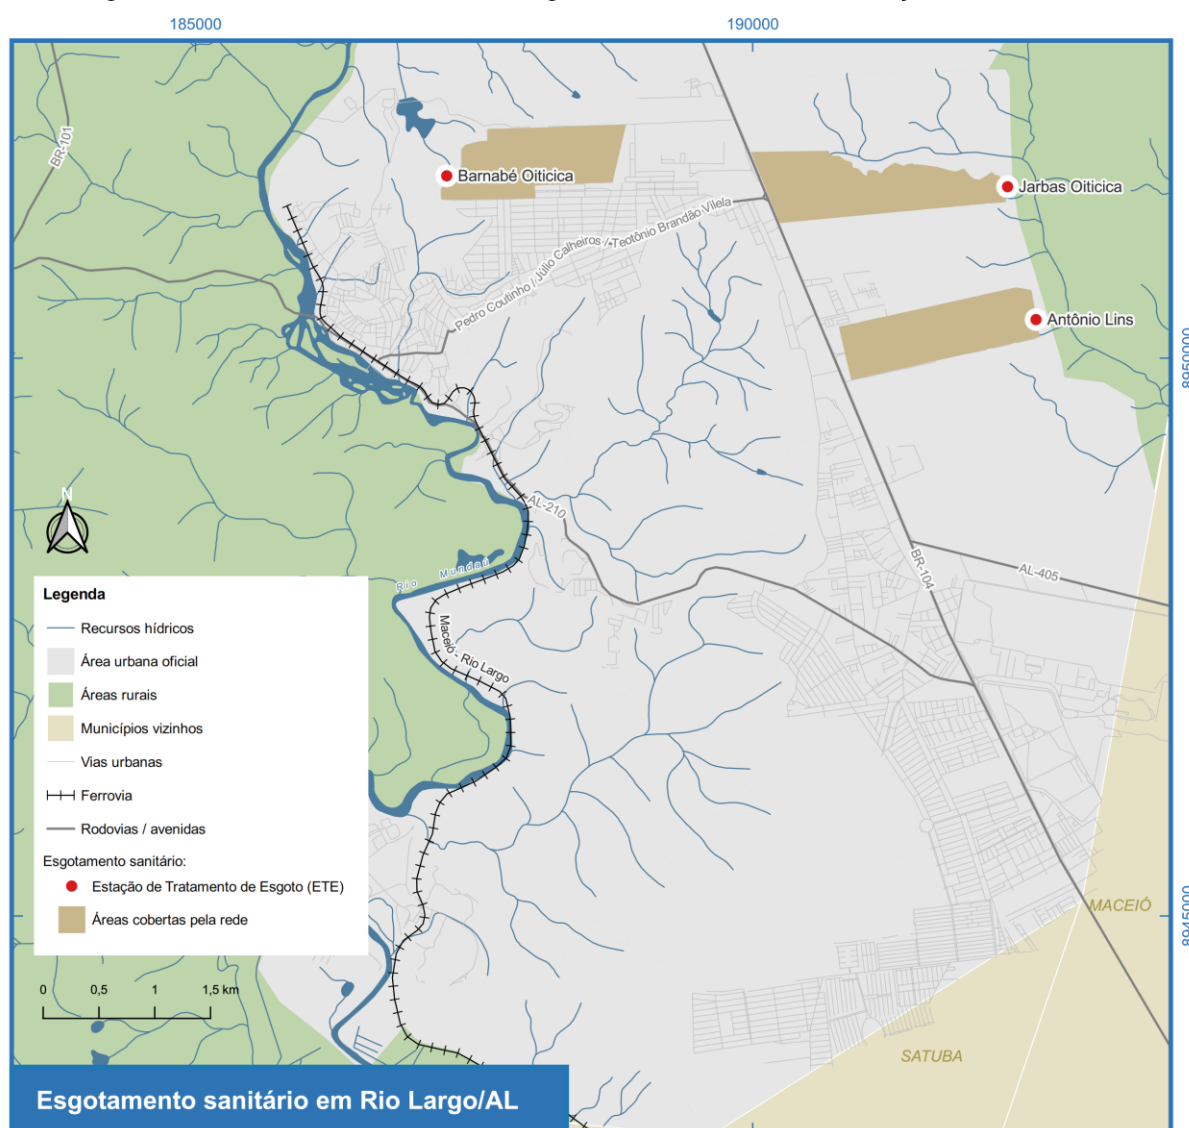 185000
190000
BR-101
Barnabé Oiticica
Jarbas Oiticica
Pedro Coutinho / Júlio Calheiros / Teotônio Brandão Vilela
Antônio Lins
8950000
AL-210
BR-104
AL-405
Rio Mundaú
Maceió - Rio Largo
N
Legenda
Recursos hídricos
Área urbana oficial
Áreas rurais
Municípios vizinhos
Vias urbanas
Ferrovia
Rodovias / avenidas
Esgotamento sanitário:
Estação de Tratamento de Esgoto (ETE)
Áreas cobertas pela rede
MACEIÓ
8945000
0 0,5 1 1,5 km
SATUBA
Esgotamento sanitário em Rio Largo/AL